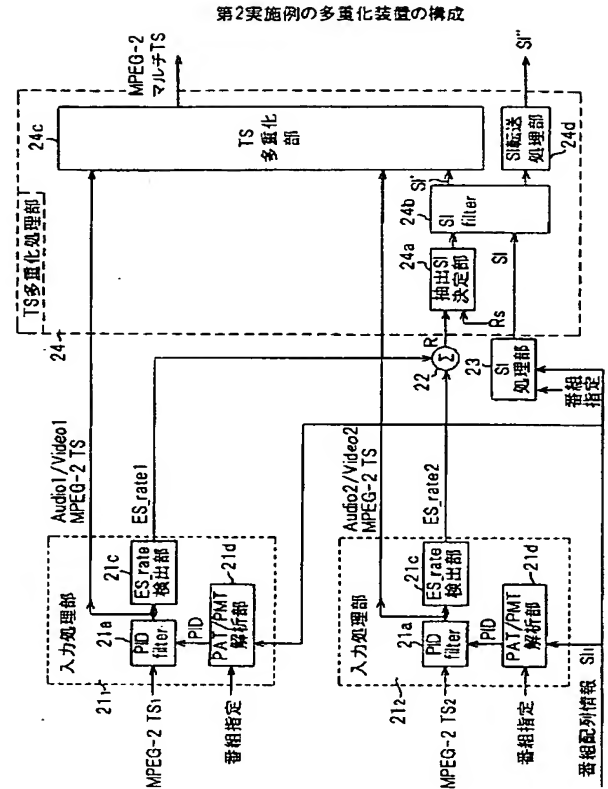 第2実施例の多重化装置の構成
MPEG-2
マルチTS
SI"
24c
TS
多重化
部
SI転送
処理部
24d
TS多重化処理部
24
SI'
24b
SI
filter
24a
抽出SI
決定部
SI
R
Rs
Σ
22
23
SI
処理部
番組
指定
Audio1/Video1
MPEG-2 TS
ES_rate1
Audio2/Video2
MPEG-2 TS
ES_rate2
入力処理部
21c
ES_rate
検出部
21a
PID
filter
PID
21d
PAT/PMT
解析部
21₁
MPEG-2 TS₁
番組指定
入力処理部
21c
ES_rate
検出部
21a
PID
filter
PID
21d
PAT/PMT
解析部
21₂
MPEG-2 TS₂
番組指定
番組配列情報 SIi